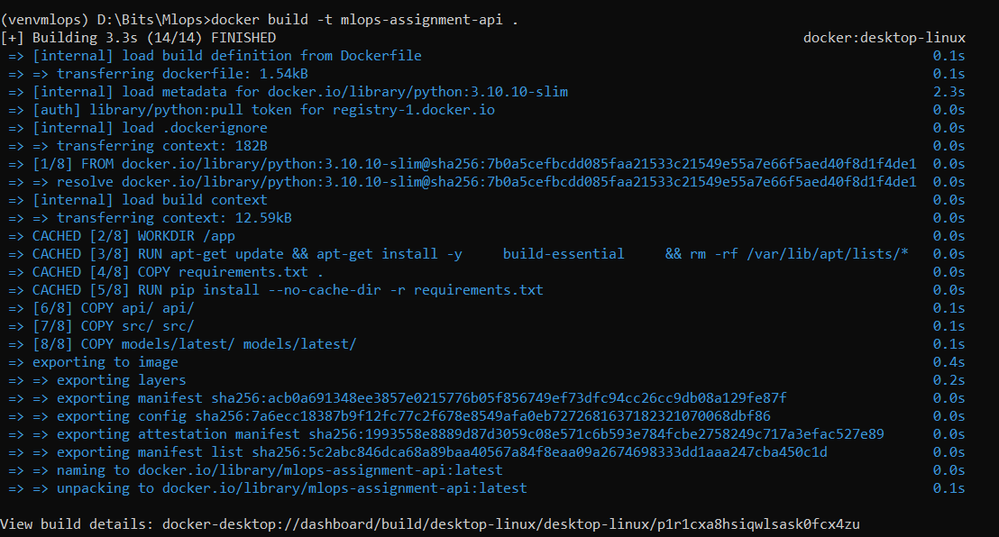 (venvmlops) D:\Bits\Mlops>docker build -t mlops-assignment-api .
[+] Building 3.3s (14/14) FINISHED docker:desktop-linux
=> [internal] load build definition from Dockerfile 0.1s
=> => transferring dockerfile: 1.54kB 0.1s
=> [internal] load metadata for docker.io/library/python:3.10.10-slim 2.3s
=> [auth] library/python:pull token for registry-1.docker.io 0.0s
=> [internal] load .dockerignore 0.0s
=> => transferring context: 182B 0.0s
=> [1/8] FROM docker.io/library/python:3.10.10-slim@sha256:7b0a5cefbcdd085faa21533c21549e55a7e66f5aed40f8d1f4de1 0.0s
=> => resolve docker.io/library/python:3.10.10-slim@sha256:7b0a5cefbcdd085faa21533c21549e55a7e66f5aed40f8d1f4de1 0.0s
=> [internal] load build context 0.0s
=> => transferring context: 12.59kB 0.0s
=> CACHED [2/8] WORKDIR /app 0.0s
=> CACHED [3/8] RUN apt-get update && apt-get install -y     build-essential     && rm -rf /var/lib/apt/lists/* 0.0s
=> CACHED [4/8] COPY requirements.txt . 0.0s
=> CACHED [5/8] RUN pip install --no-cache-dir -r requirements.txt 0.0s
=> [6/8] COPY api/ api/ 0.1s
=> [7/8] COPY src/ src/ 0.1s
=> [8/8] COPY models/latest/ models/latest/ 0.1s
=> exporting to image 0.4s
=> => exporting layers 0.2s
=> => exporting manifest sha256:acb0a691348ee3857e0215776b05f856749ef73dfc94cc26cc9db08a129fe87f 0.0s
=> => exporting config sha256:7a6ecc18387b9f12fc77c2f678e8549afa0eb7272681637182321070068dbf86 0.0s
=> => exporting attestation manifest sha256:1993558e8889d87d3059c08e571c6b593e784fcbe2758249c717a3efac527e89 0.0s
=> => exporting manifest list sha256:5c2abc846dca68a89baa40567a84f8eaa09a2674698333dd1aaa247cba450c1d 0.0s
=> => naming to docker.io/library/mlops-assignment-api:latest 0.0s
=> => unpacking to docker.io/library/mlops-assignment-api:latest 0.1s
View build details: docker-desktop://dashboard/build/desktop-linux/desktop-linux/p1r1cxa8hsiqwlsask0fcx4zu